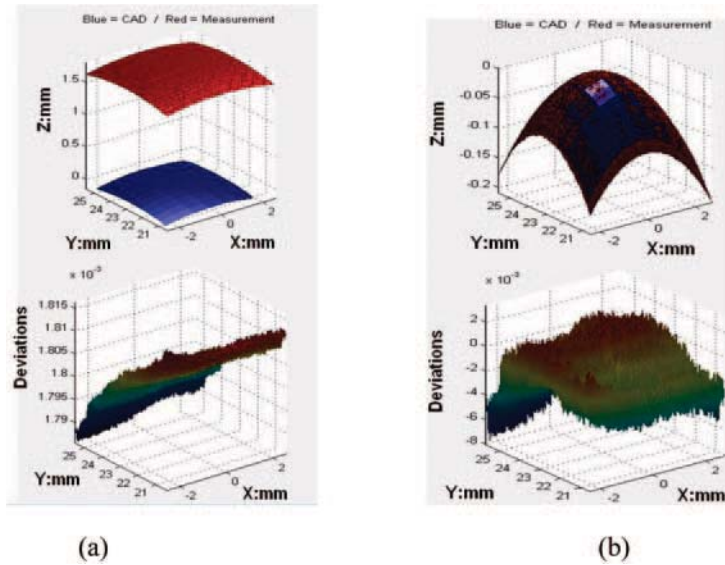 Blue = CAD / Red = Measurement
Z:mm
1.5
1
0.5
0
25
24
23
22
21
Y:mm
-2
0
2
X:mm
x 10⁻³
Deviations
1.815
1.81
1.805
1.8
1.795
1.79
25
24
23
22
21
Y:mm
-2
0
2
X:mm
(a)
Blue = CAD / Red = Measurement
Z:mm
0
-0.05
-0.1
-0.15
-0.2
25
24
23
22
21
Y:mm
-2
0
2
X:mm
x 10⁻³
Deviations
2
0
-2
-4
-6
-8
25
24
23
22
21
Y:mm
-2
0
2
X:mm
(b)